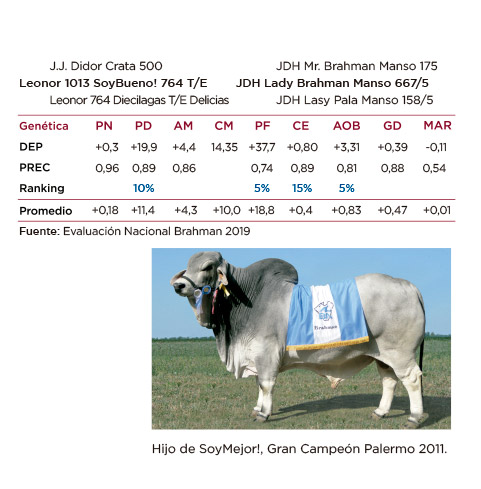 J.J. Didor Crata 500 JDH Mr. Brahman Manso 175
Leonor 1013 SoyBueno! 764 T/E JDH Lady Brahman Manso 667/5
Leonor 764 Diecilagas T/E Delicias JDH Lasy Pala Manso 158/5
Genética PN PD AM CM PF CE AOB GD MAR
DEP +0,3 +19,9 +4,4 14,35 +37,7 +0,80 +3,31 +0,39 -0,11
PREC 0,96 0,89 0,86 0,74 0,89 0,81 0,88 0,54
Ranking 10% 5% 15% 5%
Promedio +0,18 +11,4 +4,3 +10,0 +18,8 +0,4 +0,83 +0,47 +0,01
Fuente: Evaluación Nacional Brahman 2019
Brahman
Hijo de SoyMejor!, Gran Campeón Palermo 2011.